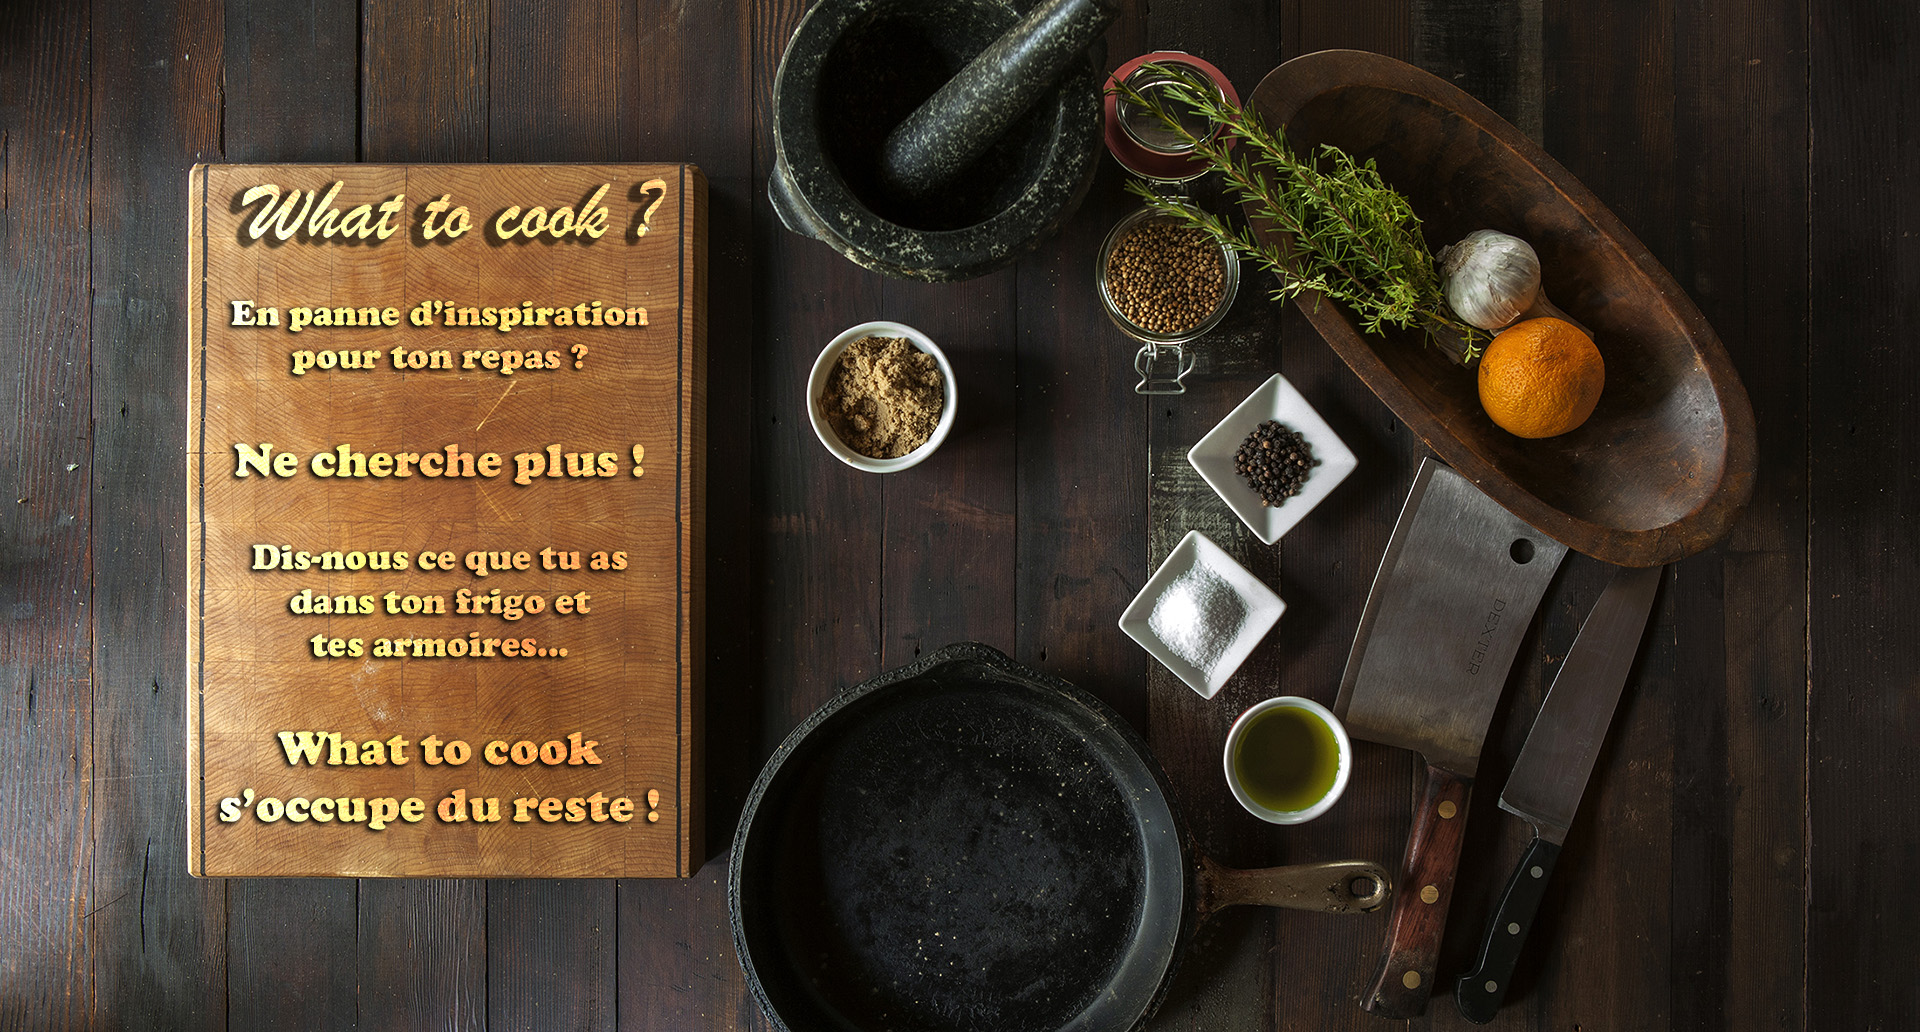 What to cook ?
En panne d’inspiration
pour ton repas ?
Ne cherche plus !
Dis-nous ce que tu as
dans ton frigo et
tes armoires...
What to cook
s’occupe du reste !
DEXTER